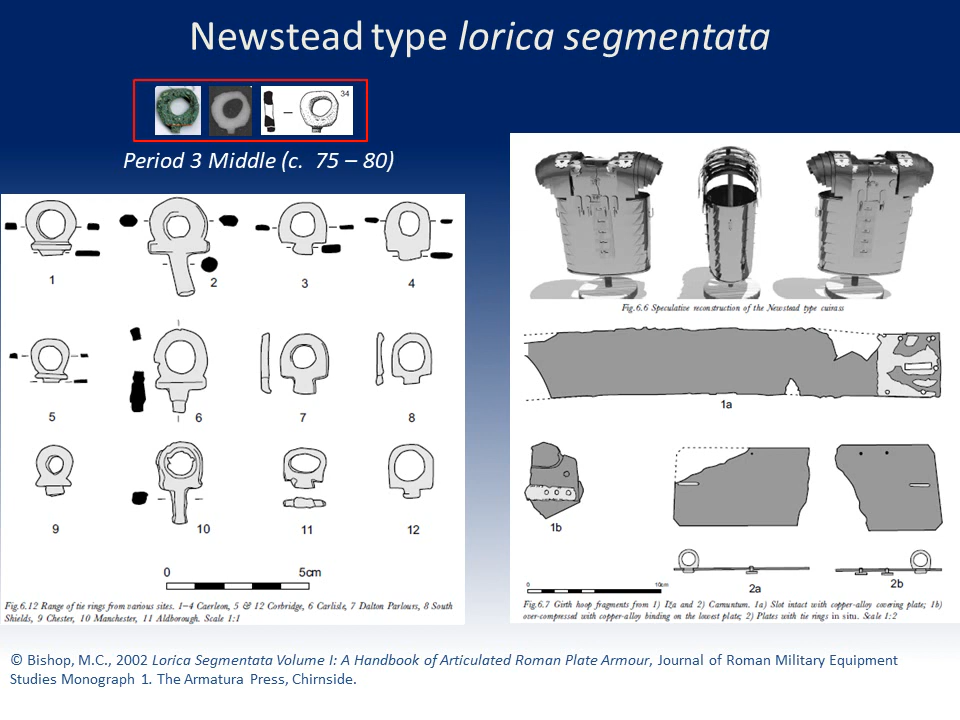 Newstead type lorica segmentata
34
Period 3 Middle (c. 75 – 80)
1
2
3
4
5
6
7
8
9
10
11
12
0 5cm
Fig.6.12 Range of tie rings from various sites. 1–4 Caerleon, 5 & 12 Corbridge, 6 Carlisle, 7 Dalton Parlours, 8 South
Shields, 9 Chester, 10 Manchester, 11 Aldborough. Scale 1:1
Fig.6.6 Speculative reconstruction of the Newstead type cuirass
1a
1b
2a
2b
0 10cm
Fig.6.7 Girth hoop fragments from 1) Iža and 2) Carnuntum. 1a) Slot intact with copper-alloy covering plate; 1b)
over-compressed with copper-alloy binding on the lowest plate; 2) Plates with tie rings in situ. Scale 1:2
© Bishop, M.C., 2002 Lorica Segmentata Volume I: A Handbook of Articulated Roman Plate Armour, Journal of Roman Military Equipment
Studies Monograph 1. The Armatura Press, Chirnside.